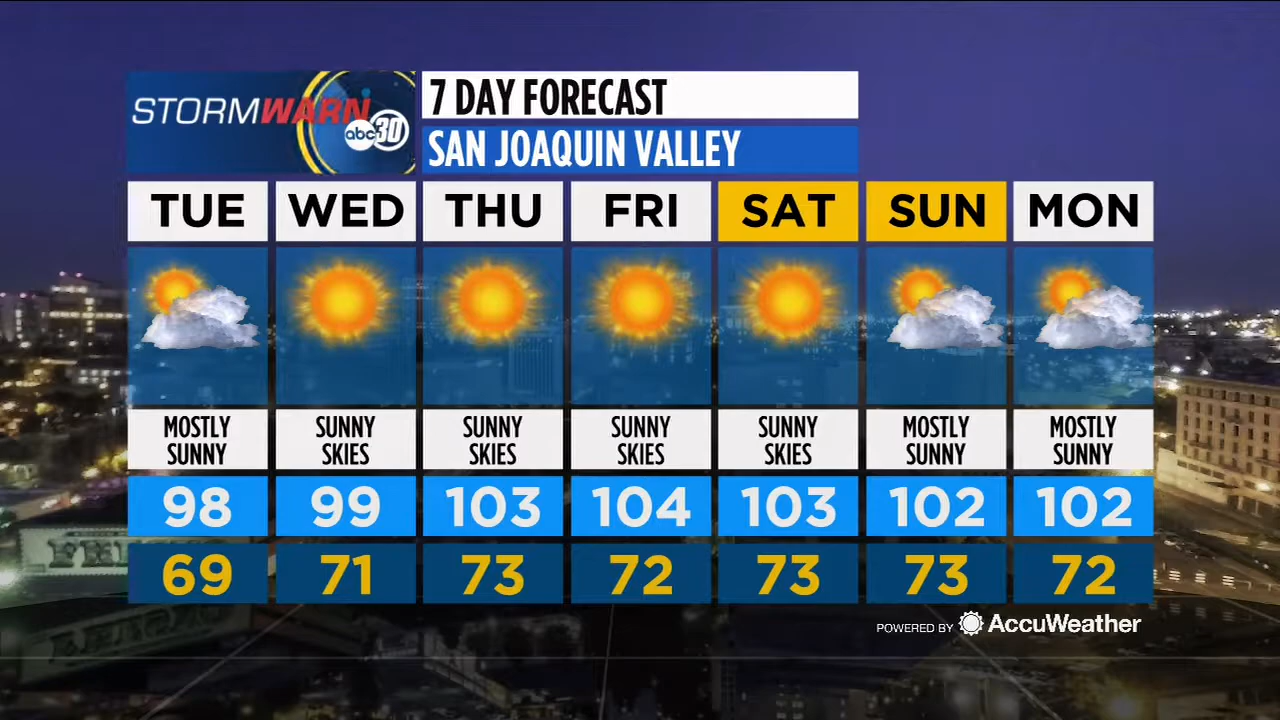 STORMWARN
abc30
7 DAY FORECAST
SAN JOAQUIN VALLEY
TUE WED THU FRI SAT SUN MON
MOSTLY SUNNY SUNNY SUNNY SUNNY MOSTLY MOSTLY
SUNNY SKIES SKIES SKIES SKIES SUNNY SUNNY
98 99 103 104 103 102 102
69 71 73 72 73 73 72
POWERED BY AccuWeather